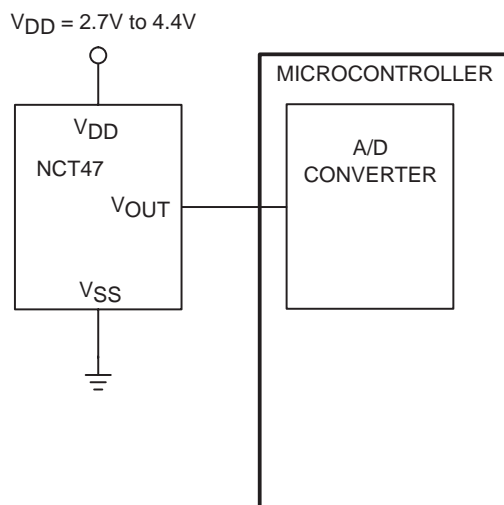 VDD = 2.7V to 4.4V
MICROCONTROLLER
VDD
NCT47
VOUT
VSS
A/D
CONVERTER